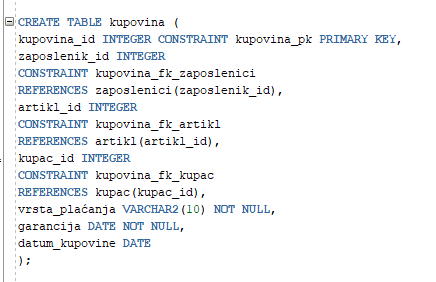 CREATE TABLE kupovina (
kupovina_id INTEGER CONSTRAINT kupovina_pk PRIMARY KEY,
zaposlenik_id INTEGER
CONSTRAINT kupovina_fk_zaposlenici
REFERENCES zaposlenici(zaposlenik_id),
artikl_id INTEGER
CONSTRAINT kupovina_fk_artikl
REFERENCES artikl(artikl_id),
kupac_id INTEGER
CONSTRAINT kupovina_fk_kupac
REFERENCES kupac(kupac_id),
vrsta_plaćanja VARCHAR2(10) NOT NULL,
garancija DATE NOT NULL,
datum_kupovine DATE
);